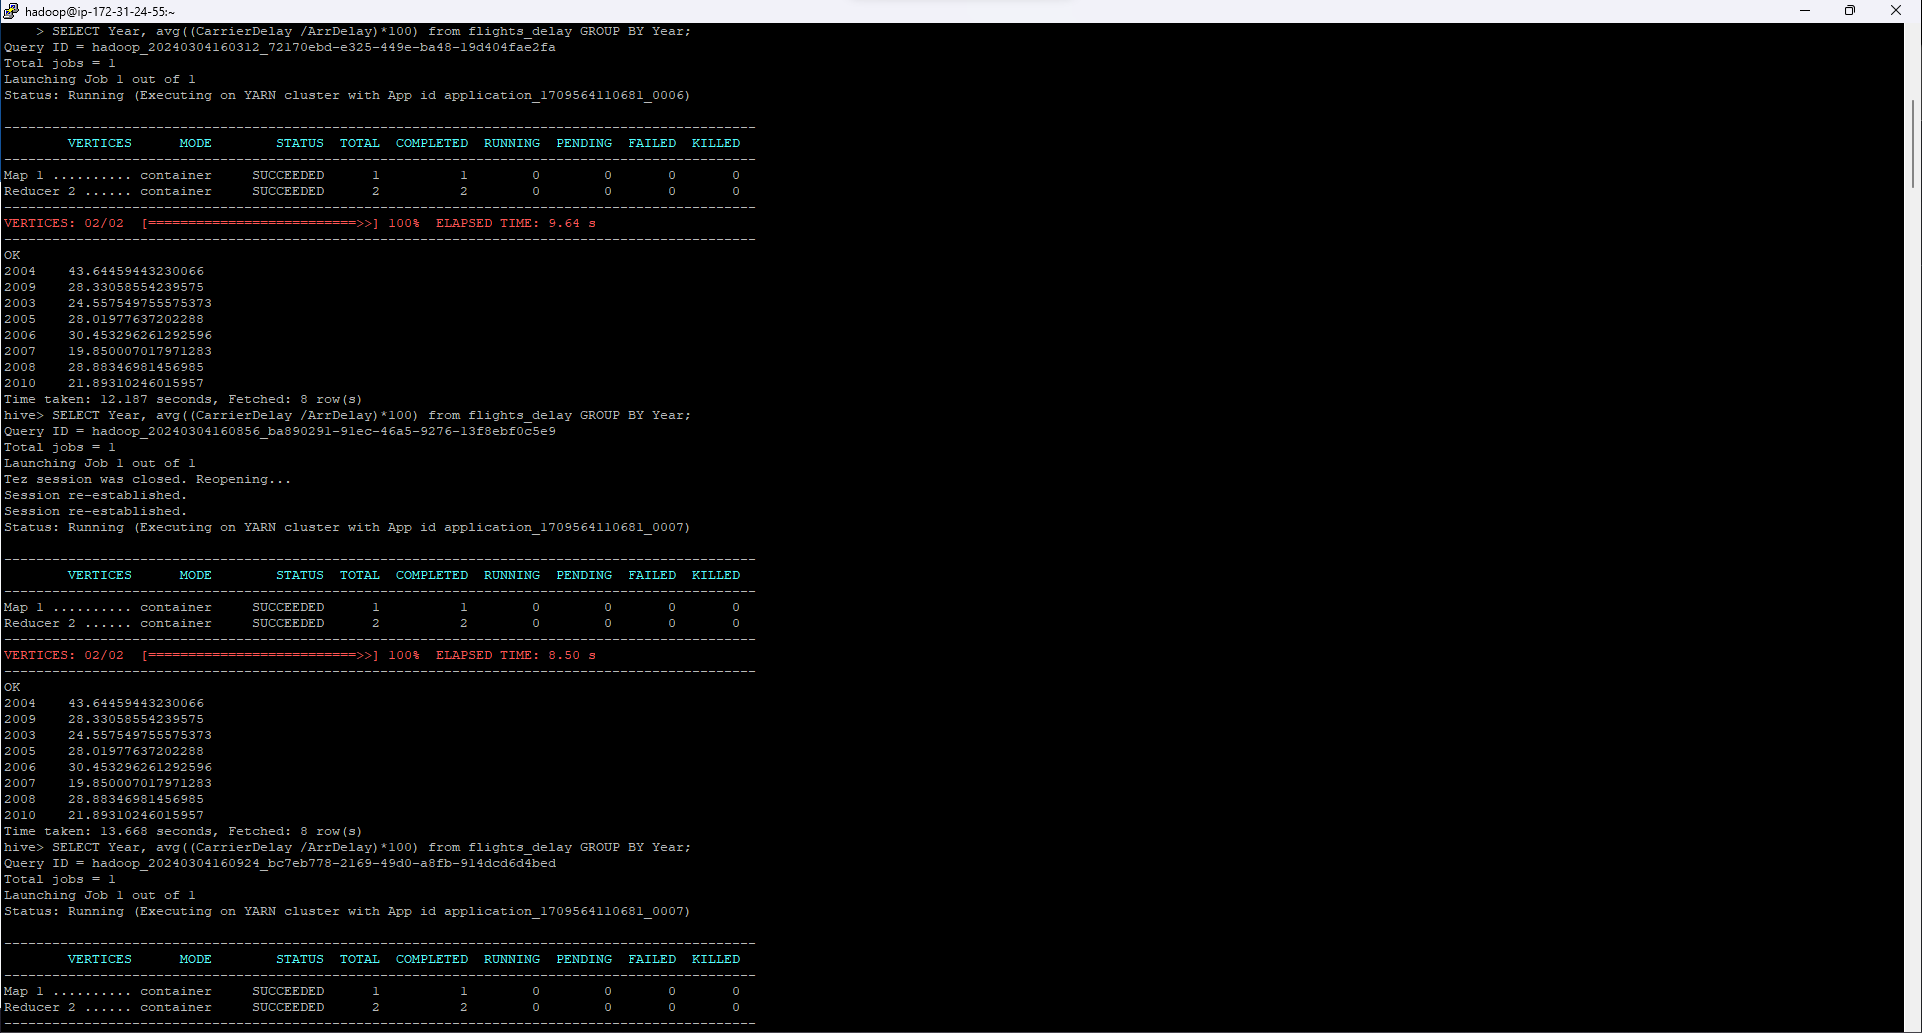 hadoop@ip-172-31-24-55:~
    > SELECT Year, avg((CarrierDelay /ArrDelay)*100) from flights_delay GROUP BY Year;
Query ID = hadoop_20240304160312_72170ebd-e325-449e-ba48-19d404fae2fa
Total jobs = 1
Launching Job 1 out of 1
Status: Running (Executing on YARN cluster with App id application_1709564110681_0006)
----------------------------------------------------------------------------------------------
        VERTICES      MODE        STATUS  TOTAL  COMPLETED  RUNNING  PENDING  FAILED  KILLED
----------------------------------------------------------------------------------------------
Map 1 .......... container     SUCCEEDED      1          1        0        0       0       0
Reducer 2 ...... container     SUCCEEDED      2          2        0        0       0       0
----------------------------------------------------------------------------------------------
VERTICES: 02/02  [==========================>>] 100%  ELAPSED TIME: 9.64 s
----------------------------------------------------------------------------------------------
OK
2004    43.64459443230066
2009    28.33058554239575
2003    24.557549755575373
2005    28.01977637202288
2006    30.453296261292596
2007    19.850007017971283
2008    28.88346981456985
2010    21.89310246015957
Time taken: 12.187 seconds, Fetched: 8 row(s)
hive> SELECT Year, avg((CarrierDelay /ArrDelay)*100) from flights_delay GROUP BY Year;
Query ID = hadoop_20240304160856_ba890291-91ec-46a5-9276-13f8ebf0c5e9
Total jobs = 1
Launching Job 1 out of 1
Tez session was closed. Reopening...
Session re-established.
Session re-established.
Status: Running (Executing on YARN cluster with App id application_1709564110681_0007)
----------------------------------------------------------------------------------------------
        VERTICES      MODE        STATUS  TOTAL  COMPLETED  RUNNING  PENDING  FAILED  KILLED
----------------------------------------------------------------------------------------------
Map 1 .......... container     SUCCEEDED      1          1        0        0       0       0
Reducer 2 ...... container     SUCCEEDED      2          2        0        0       0       0
----------------------------------------------------------------------------------------------
VERTICES: 02/02  [==========================>>] 100%  ELAPSED TIME: 8.50 s
----------------------------------------------------------------------------------------------
OK
2004    43.64459443230066
2009    28.33058554239575
2003    24.557549755575373
2005    28.01977637202288
2006    30.453296261292596
2007    19.850007017971283
2008    28.88346981456985
2010    21.89310246015957
Time taken: 13.668 seconds, Fetched: 8 row(s)
hive> SELECT Year, avg((CarrierDelay /ArrDelay)*100) from flights_delay GROUP BY Year;
Query ID = hadoop_20240304160924_bc7eb778-2169-49d0-a8fb-914dcd6d4bed
Total jobs = 1
Launching Job 1 out of 1
Status: Running (Executing on YARN cluster with App id application_1709564110681_0007)
----------------------------------------------------------------------------------------------
        VERTICES      MODE        STATUS  TOTAL  COMPLETED  RUNNING  PENDING  FAILED  KILLED
----------------------------------------------------------------------------------------------
Map 1 .......... container     SUCCEEDED      1          1        0        0       0       0
Reducer 2 ...... container     SUCCEEDED      2          2        0        0       0       0
----------------------------------------------------------------------------------------------